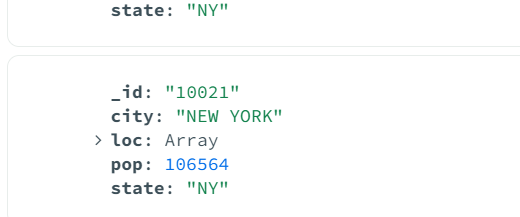 state: "NY"
_id: "10021"
city: "NEW YORK"
loc: Array
pop: 106564
state: "NY"